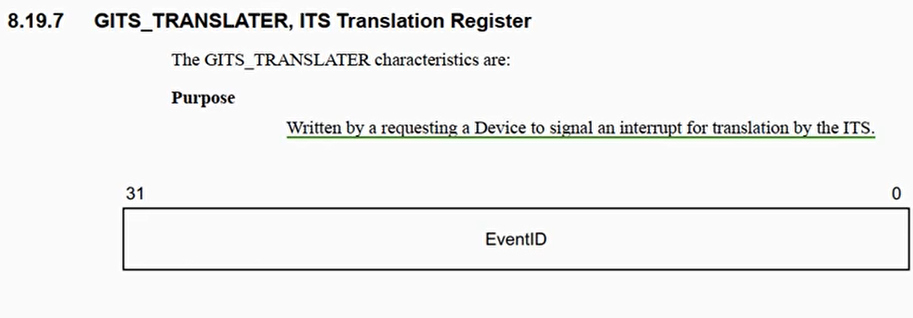 8.19.7 GITS_TRANSLATER, ITS Translation Register
The GITS_TRANSLATER characteristics are:
Purpose
Written by a requesting a Device to signal an interrupt for translation by the ITS.
31 0
EventID